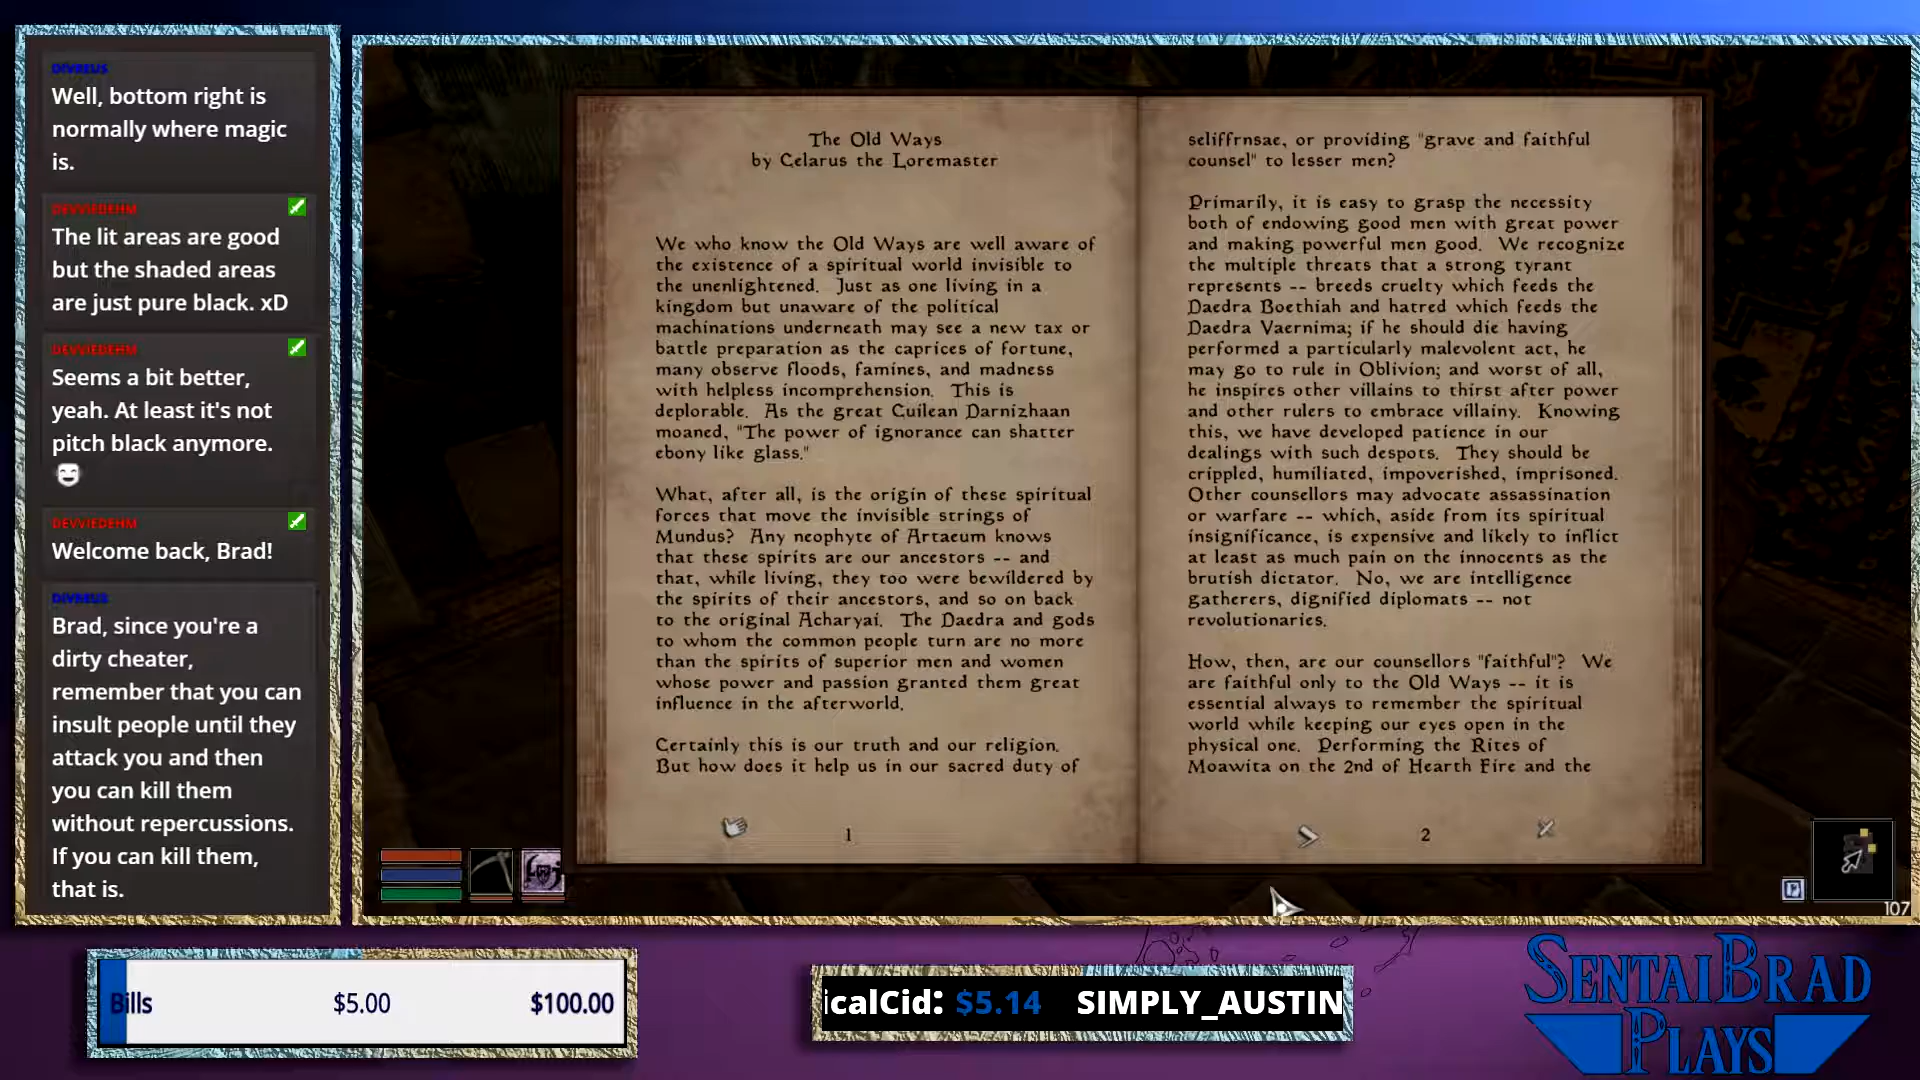 DIVREUS
Well, bottom right is
normally where magic
is.
DEVVIEDEHM
The lit areas are good
but the shaded areas
are just pure black. xD
DEVVIEDEHM
Seems a bit better,
yeah. At least it's not
pitch black anymore.
DEVVIEDEHM
Welcome back, Brad!
DIVREUS
Brad, since you're a
dirty cheater,
remember that you can
insult people until they
attack you and then
you can kill them
without repercussions.
If you can kill them,
that is.
The Old Ways
by Celarus the Loremaster
We who know the Old Ways are well aware of
the existence of a spiritual world invisible to
the unenlightened. Just as one living in a
kingdom but unaware of the political
machinations underneath may see a new tax or
battle preparation as the caprices of fortune,
many observe floods, famines, and madness
with helpless incomprehension. This is
deplorable. As the great Cuilean Darnizhaan
moaned, "The power of ignorance can shatter
ebony like glass."
What, after all, is the origin of these spiritual
forces that move the invisible strings of
Mundus? Any neophyte of Artaeum knows
that these spirits are our ancestors -- and
that, while living, they too were bewildered by
the spirits of their ancestors, and so on back
to the original Acharyai. The Daedra and gods
to whom the common people turn are no more
than the spirits of superior men and women
whose power and passion granted them great
influence in the afterworld.
Certainly this is our truth and our religion.
But how does it help us in our sacred duty of
1
seliffrnsae, or providing "grave and faithful
counsel" to lesser men?
Primarily, it is easy to grasp the necessity
both of endowing good men with great power
and making powerful men good. We recognize
the multiple threats that a strong tyrant
represents -- breeds cruelty which feeds the
Daedra Boethiah and hatred which feeds the
Daedra Vaernima; if he should die having
performed a particularly malevolent act, he
may go to rule in Oblivion; and worst of all,
he inspires other villains to thirst after power
and other rulers to embrace villainy. Knowing
this, we have developed patience in our
dealings with such despots. They should be
crippled, humiliated, impoverished, imprisoned.
Other counsellors may advocate assassination
or warfare -- which, aside from its spiritual
insignificance, is expensive and likely to inflict
at least as much pain on the innocents as the
brutish dictator. No, we are intelligence
gatherers, dignified diplomats -- not
revolutionaries.
How, then, are our counsellors "faithful"? We
are faithful only to the Old Ways -- it is
essential always to remember the spiritual
world while keeping our eyes open in the
physical one. Performing the Rites of
Moawita on the 2nd of Hearth Fire and the
2
107
Bills $5.00 $100.00
icalCid: $5.14 SIMPLY_AUSTIN
SENTAIBRAD
PLAYS